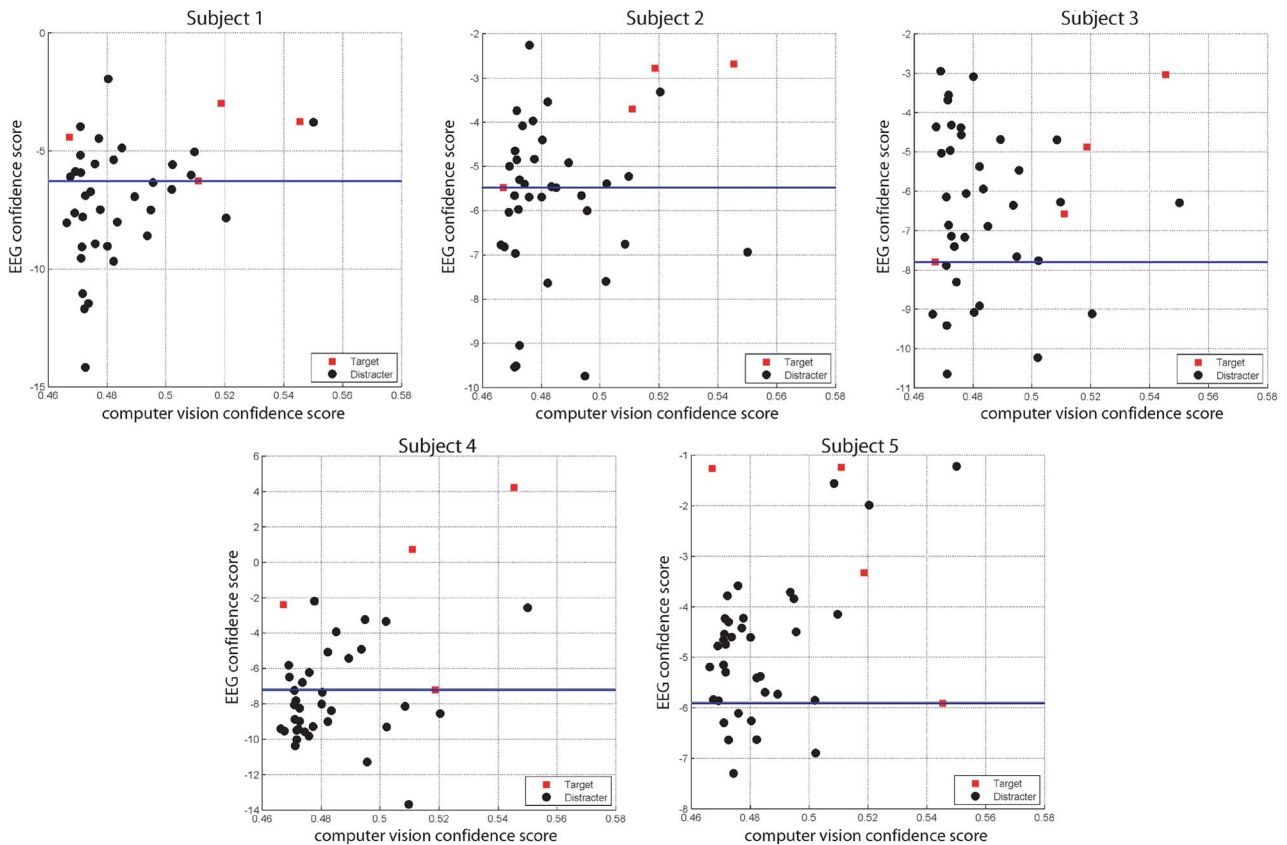 Subject 1
0
-5
-10
-15
EEG confidence score
0.46 0.48 0.5 0.52 0.54 0.56 0.58
computer vision confidence score
Target
Distracter
Subject 2
-2
-3
-4
-5
-6
-7
-8
-9
-10
EEG confidence score
0.46 0.48 0.5 0.52 0.54 0.56 0.58
computer vision confidence score
Target
Distracter
Subject 3
-2
-3
-4
-5
-6
-7
-8
-9
-10
-11
EEG confidence score
0.46 0.48 0.5 0.52 0.54 0.56 0.58
computer vision confidence score
Target
Distracter
Subject 4
6
4
2
0
-2
-4
-6
-8
-10
-12
-14
EEG confidence score
0.46 0.48 0.5 0.52 0.54 0.56 0.58
computer vision confidence score
Target
Distracter
Subject 5
-1
-2
-3
-4
-5
-6
-7
-8
EEG confidence score
0.46 0.48 0.5 0.52 0.54 0.56 0.58
computer vision confidence score
Target
Distracter